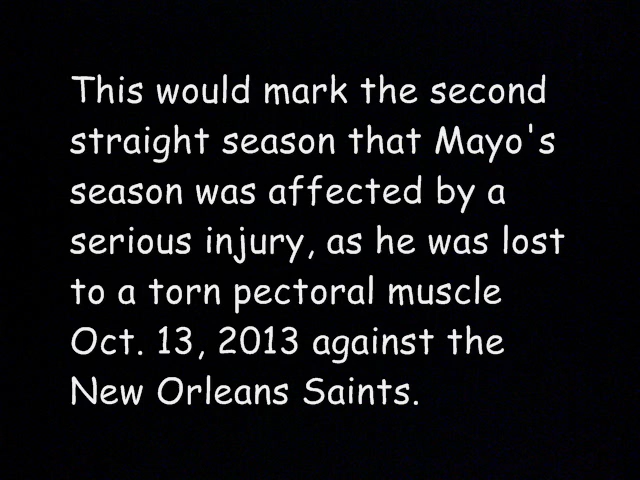 This would mark the second
straight season that Mayo's
season was affected by a
serious injury, as he was lost
to a torn pectoral muscle
Oct. 13, 2013 against the
New Orleans Saints.